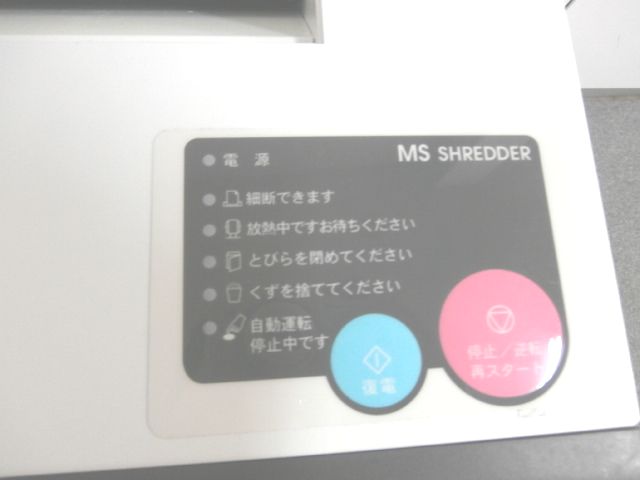 電 源
MS SHREDDER
細断できます
放熱中ですお待ちください
とびらを閉めてください
くずを捨ててください
自動運転
停止中です
復電
停止／逆転
再スタート